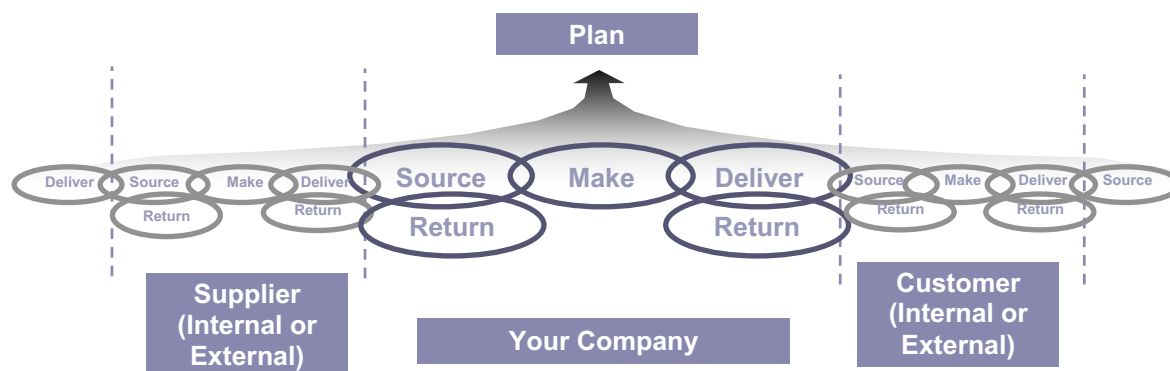 Plan
Deliver
Source
Make
Deliver
Source
Make
Deliver
Source
Make
Deliver
Source
Return
Return
Return
Return
Return
Return
Supplier
(Internal or
External)
Your Company
Customer
(Internal or
External)